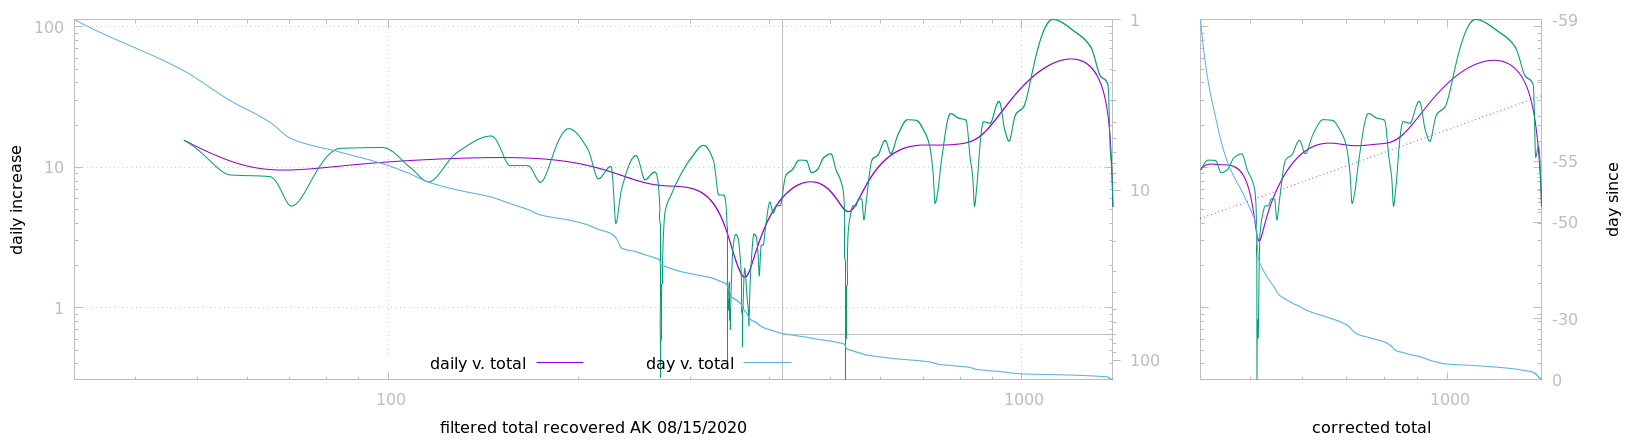 100
10
1
daily increase
daily v. total
day v. total
100
1000
filtered total recovered AK 08/15/2020
1
10
100
1000
corrected total
-59
-55
-50
-30
0
day since